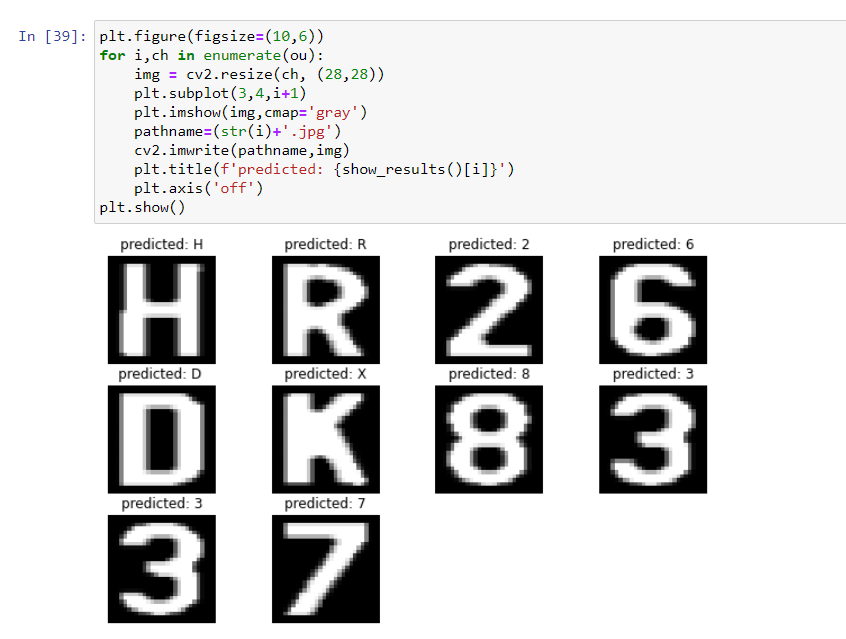 In [39]: plt.figure(figsize=(10,6))
for i,ch in enumerate(ou):
    img = cv2.resize(ch, (28,28))
    plt.subplot(3,4,i+1)
    plt.imshow(img,cmap='gray')
    pathname=(str(i)+'.jpg')
    cv2.imwrite(pathname,img)
    plt.title(f'predicted: {show_results()[i]}')
    plt.axis('off')
plt.show()
predicted: H predicted: R predicted: 2 predicted: 6
H R 2 6
predicted: D predicted: X predicted: 8 predicted: 3
D K 8 3
predicted: 3 predicted: 7
3 7